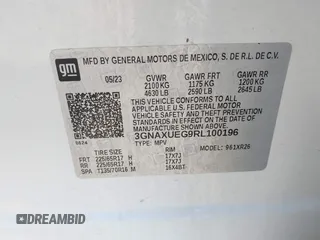 gm
MFD BY GENERAL MOTORS DE MEXICO, S. DE R.L. DE C.V.
05/23 GVWR GAWR FRT GAWR RR
2100 KG 1175 KG 1200 KG
4630 LB 2590 LB 2645 LB
THIS VEHICLE CONFORMS TO ALL APPLICABLE
U.S. FEDERAL MOTOR VEHICLE SAFETY
STANDARDS IN EFFECT ON THE DATE OF
MANUFACTURE SHOWN ABOVE.
3GNAXUEG9RL100196
TYPE: MPV MODEL: 961XR26
TIRE SIZE RIM
FRT 225/65R17 H 17X7J
RR 225/65R17 H 17X7J
SPA T135/70R16 M 16X4BT
DREAMBID
dreambid.com